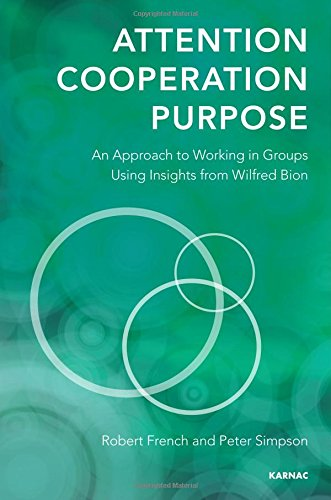 ATTENTION
COOPERATION
PURPOSE
An Approach to Working in Groups
Using Insights from Wilfred Bion
Robert French and Peter Simpson
KARNAC